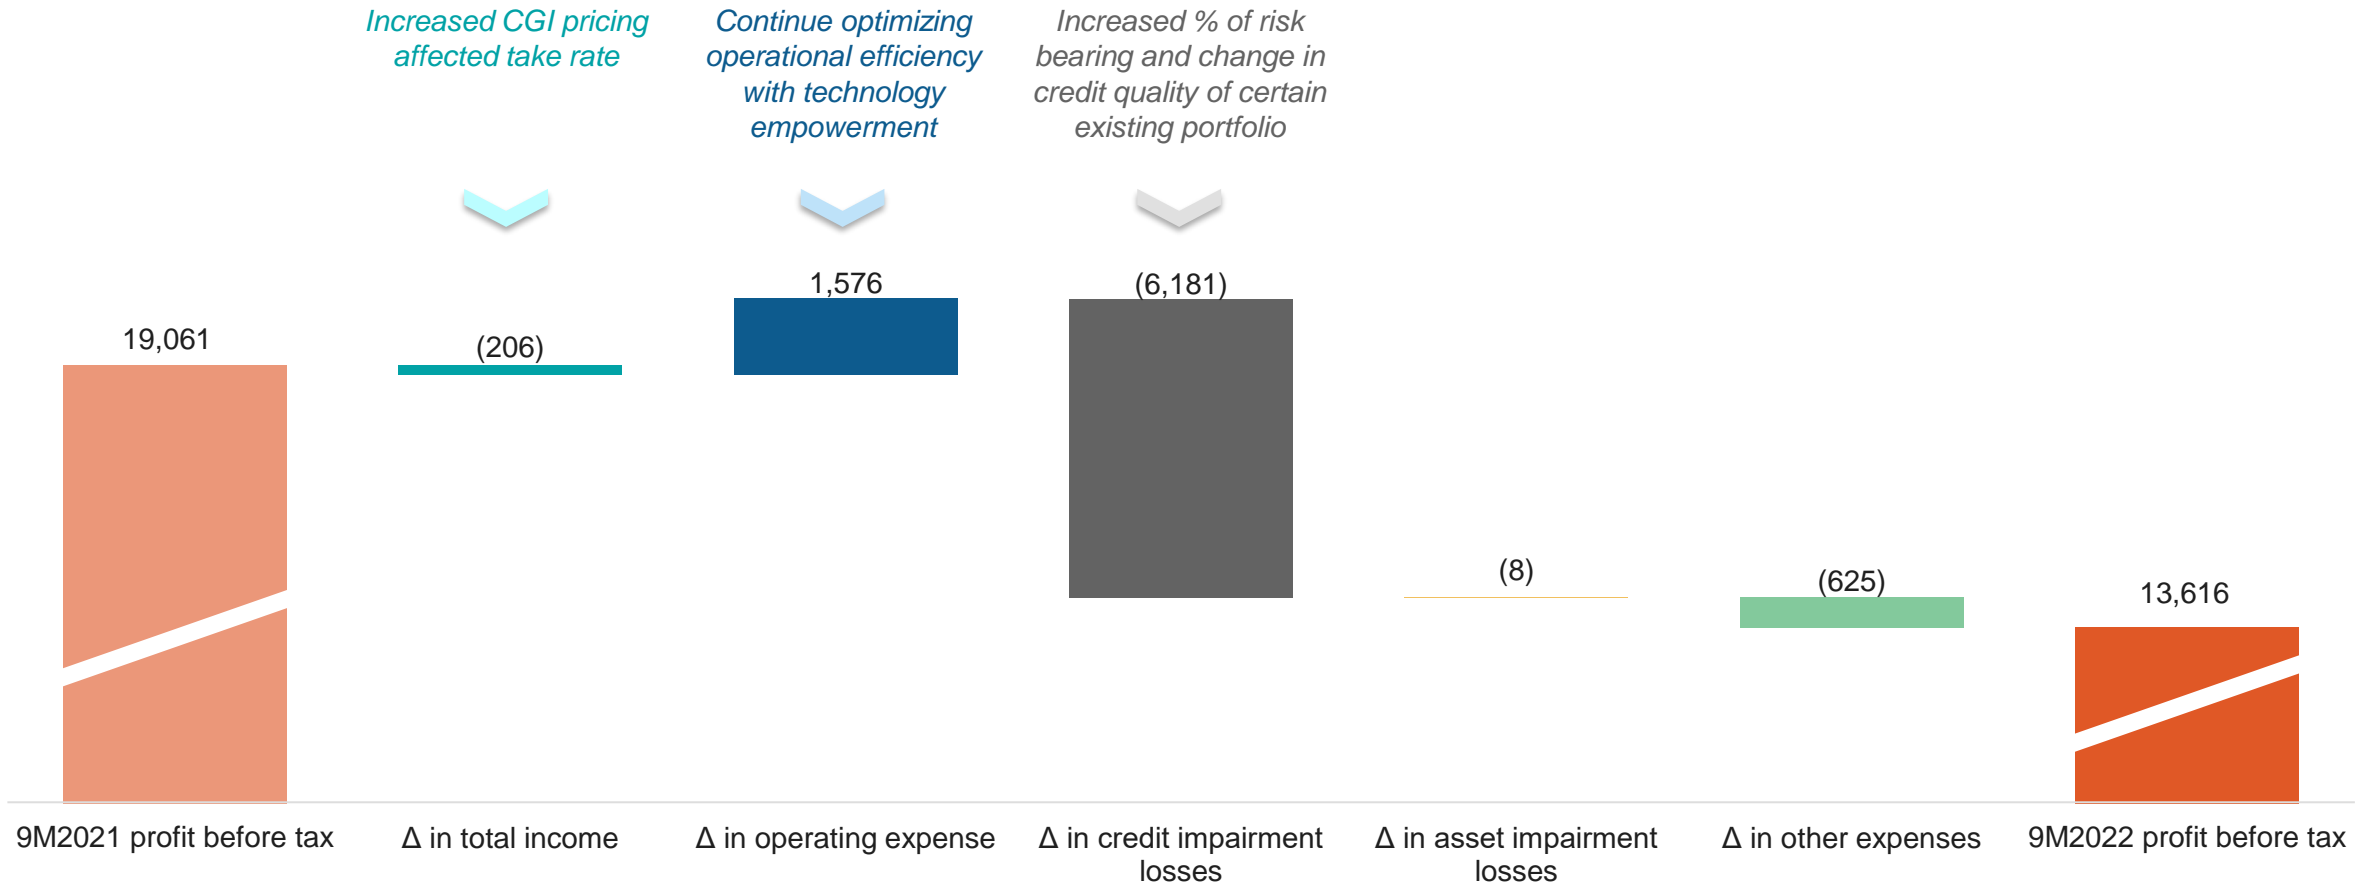 Increased CGI pricing
affected take rate
Continue optimizing
operational efficiency
with technology
empowerment
Increased % of risk
bearing and change in
credit quality of certain
existing portfolio
19,061
(206)
1,576
(6,181)
(8)
(625)
13,616
9M2021 profit before tax
Δ in total income
Δ in operating expense
Δ in credit impairment
losses
Δ in asset impairment
losses
Δ in other expenses
9M2022 profit before tax